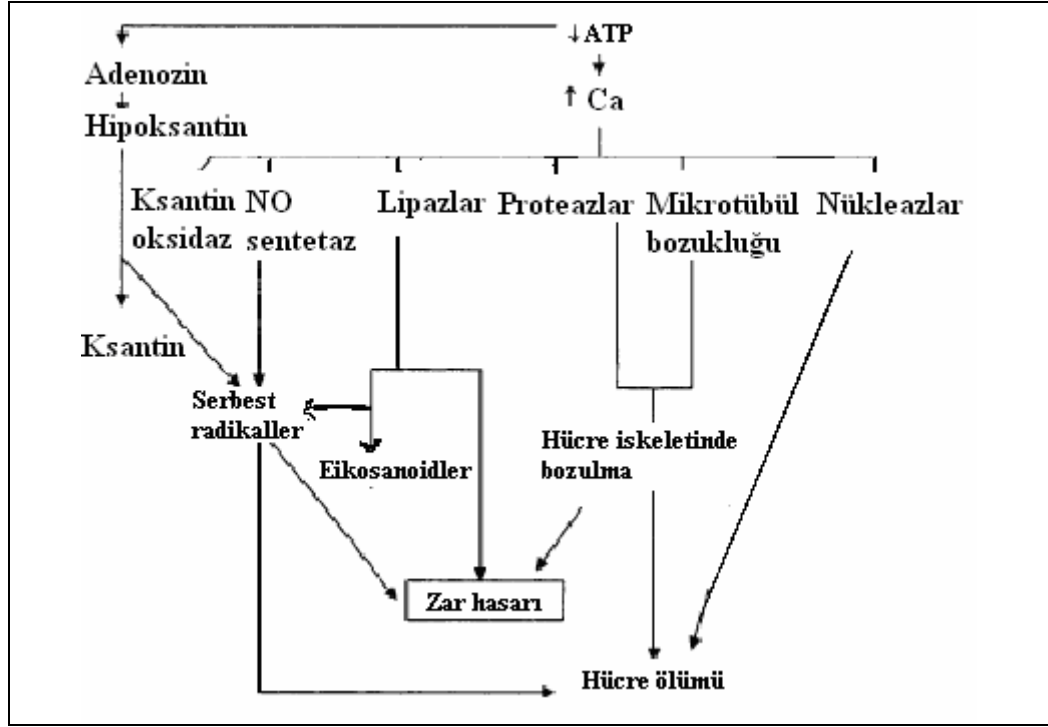 ↓ATP
Adenozin
↑ Ca
Hipoksantin
Ksantin NO Lipazlar Proteazlar Mikrotübül Nükleazlar
oksidaz sentetaz bozukluğu
Ksantin
Serbest
radikaller
Hücre iskeletinde
bozulma
Eikosanoidler
Zar hasarı
Hücre ölümü